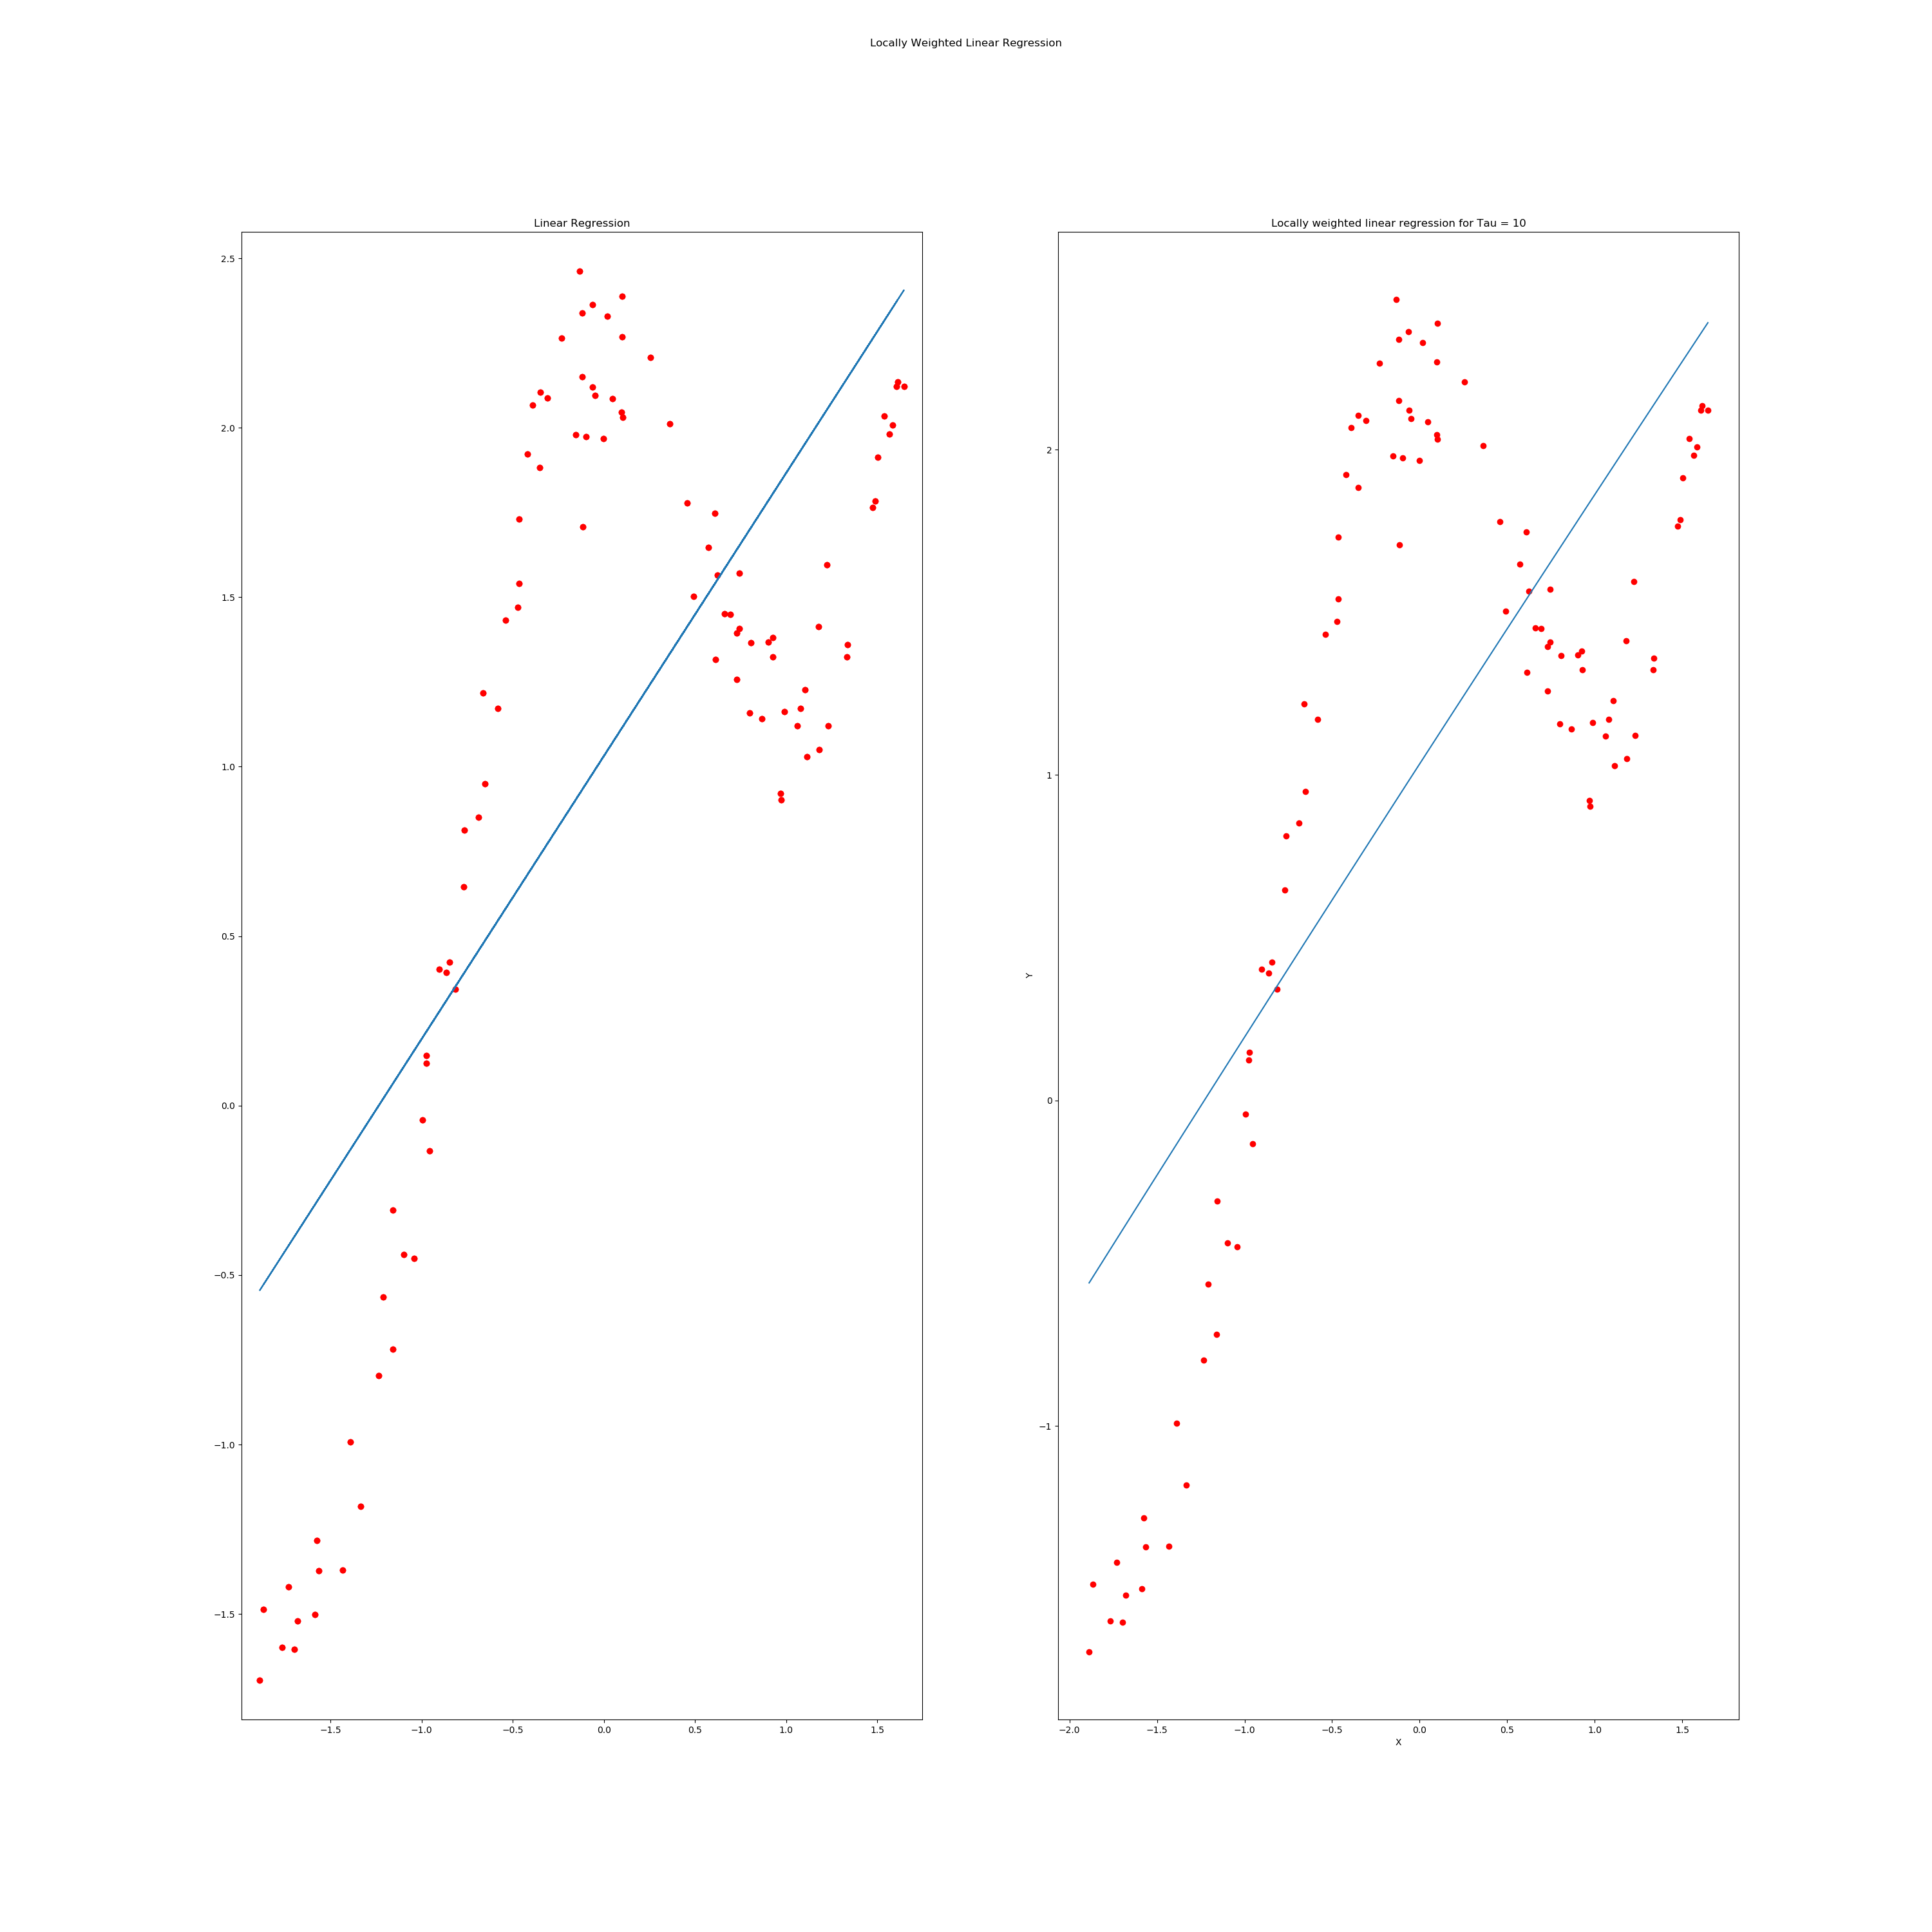 Locally Weighted Linear Regression
Linear Regression
2.5
2.0
1.5
1.0
0.5
0.0
−0.5
−1.0
−1.5
−1.5 −1.0 −0.5 0.0 0.5 1.0 1.5
Locally weighted linear regression for Tau = 10
2
1
0
−1
Y
−2.0 −1.5 −1.0 −0.5 0.0 0.5 1.0 1.5
X